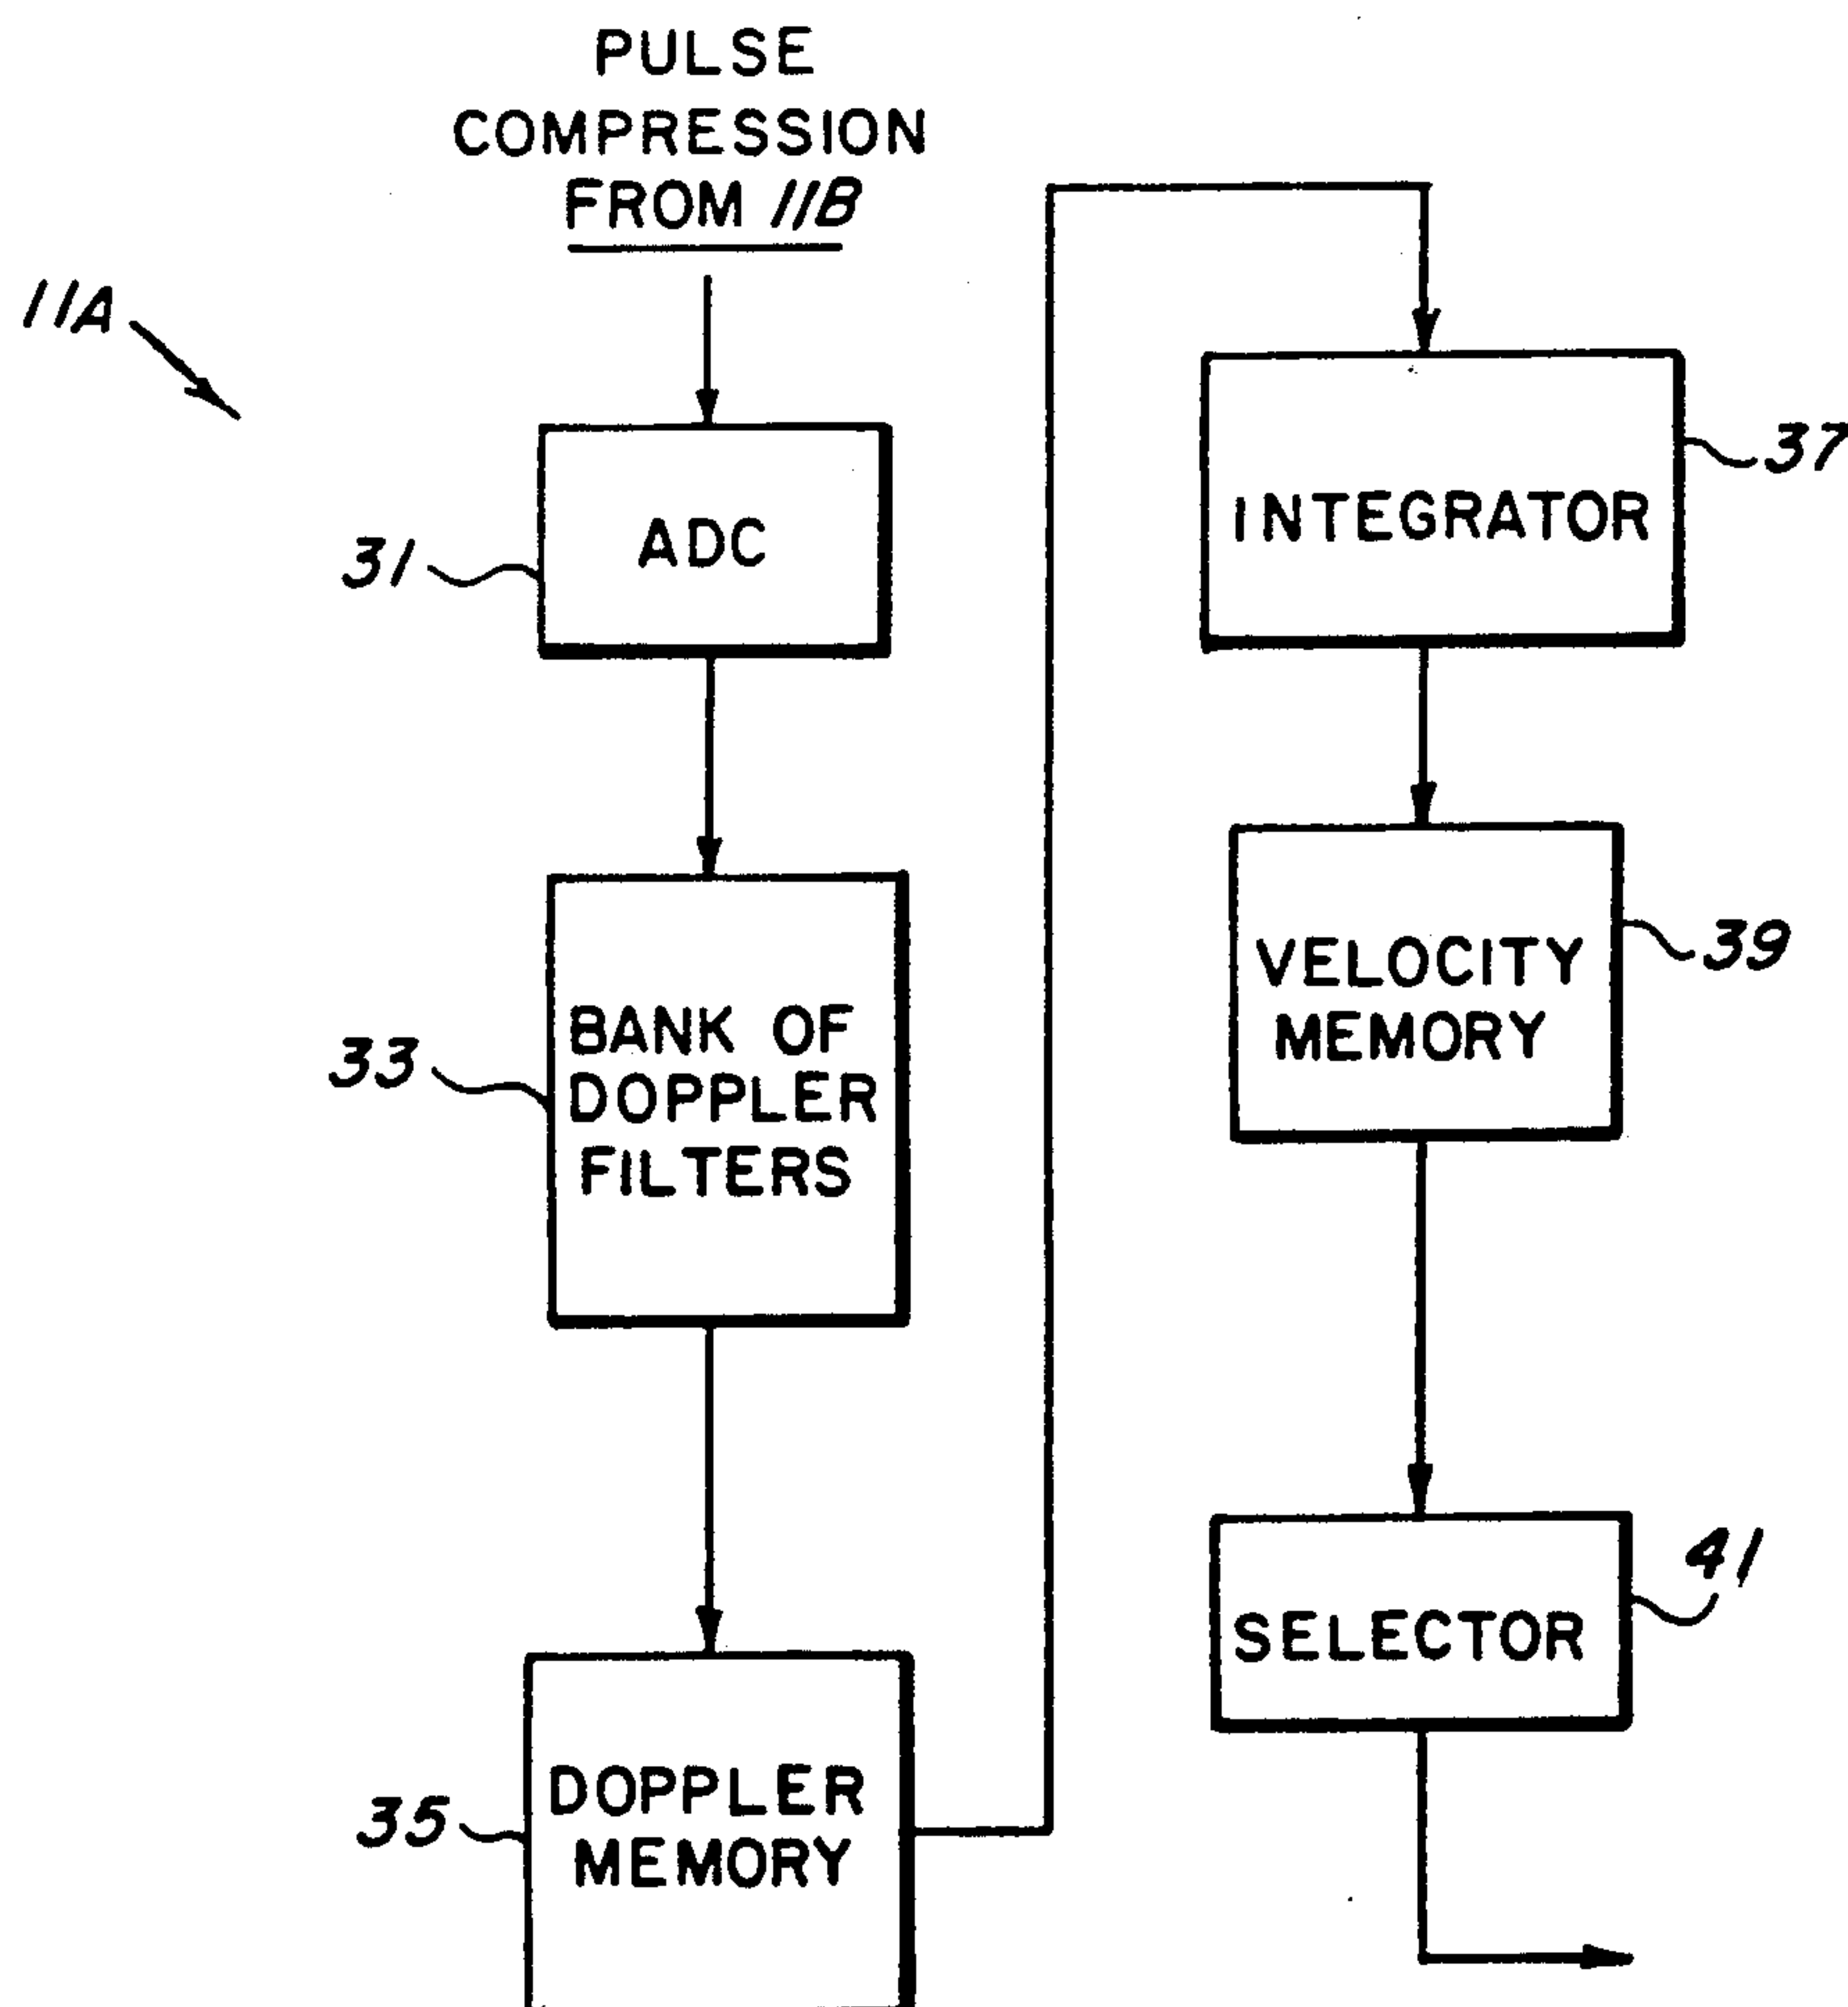 PULSE
COMPRESSION
FROM 11B
11A
ADC
31
BANK OF
DOPPLER
FILTERS
33
DOPPLER
MEMORY
35
INTEGRATOR
37
VELOCITY
MEMORY
39
SELECTOR
41